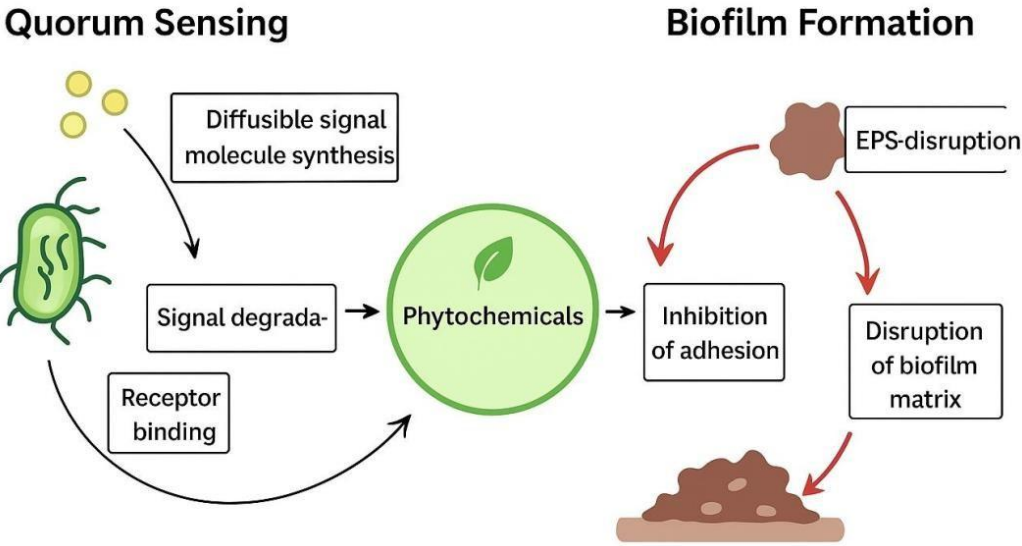 Quorum Sensing
Biofilm Formation
Diffusible signal
molecule synthesis
EPS-disruption
Signal degrada-
Phytochemicals
Inhibition
of adhesion
Disruption
of biofilm
matrix
Receptor
binding